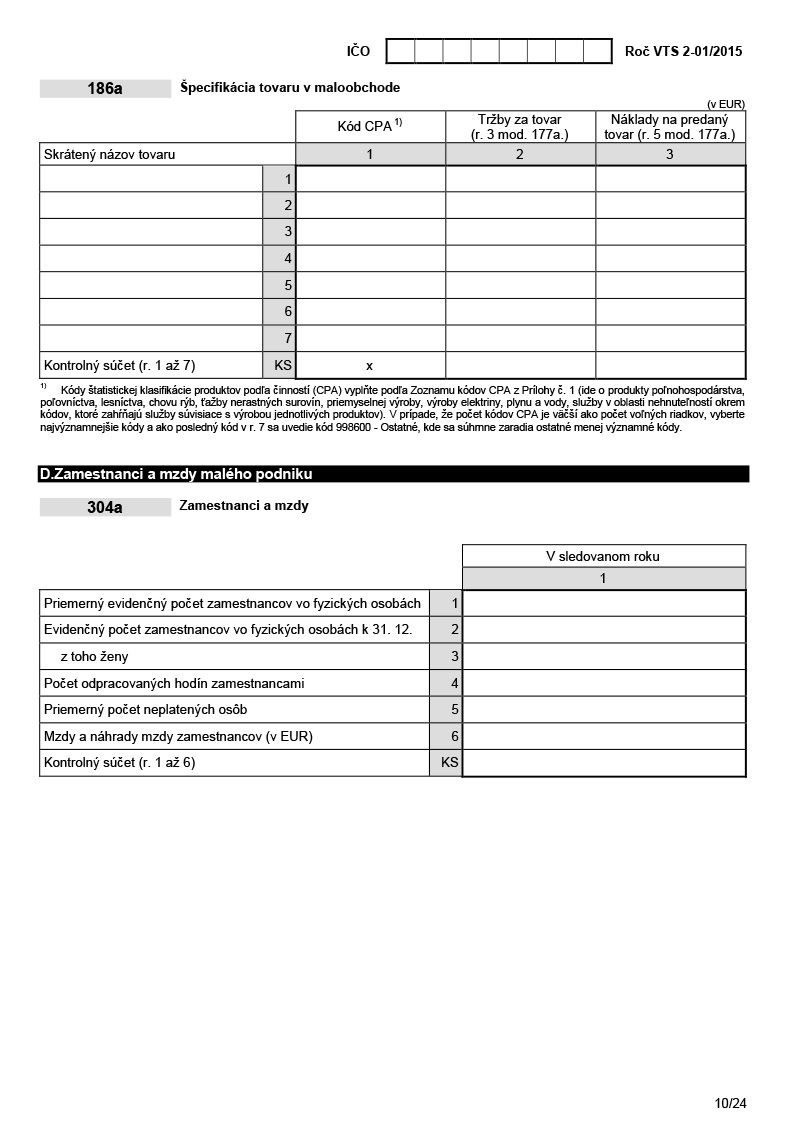 IČO Roč VTS 2-01/2015
186a Špecifikácia tovaru v maloobchode
(v EUR)
Kód CPA 1) Tržby za tovar (r. 3 mod. 177a.) Náklady na predaný tovar (r. 5 mod. 177a.)
Skrátený názov tovaru 1 2 3
1
2
3
4
5
6
7
Kontrolný súčet (r. 1 až 7) KS x
1) Kódy štatistickej klasifikácie produktov podľa činností (CPA) vyplňte podľa Zoznamu kódov CPA z Prílohy č. 1 (ide o produkty poľnohospodárstva,
poľovníctva, lesníctva, chovu rýb, ťažby nerastných surovín, priemyselnej výroby, výroby elektriny, plynu a vody, služby v oblasti nehnuteľností okrem
kódov, ktoré zahŕňajú služby súvisiace s výrobou jednotlivých produktov). V prípade, že počet kódov CPA je väčší ako počet voľných riadkov, vyberte
najvýznamnejšie kódy a ako posledný kód v r. 7 sa uvedie kód 998600 - Ostatné, kde sa súhrnne zaradia ostatné menej významné kódy.
D.Zamestnanci a mzdy malého podniku
304a Zamestnanci a mzdy
V sledovanom roku
1
Priemerný evidenčný počet zamestnancov vo fyzických osobách 1
Evidenčný počet zamestnancov vo fyzických osobách k 31. 12. 2
z toho ženy 3
Počet odpracovaných hodín zamestnancami 4
Priemerný počet neplatených osôb 5
Mzdy a náhrady mzdy zamestnancov (v EUR) 6
Kontrolný súčet (r. 1 až 6) KS
10/24